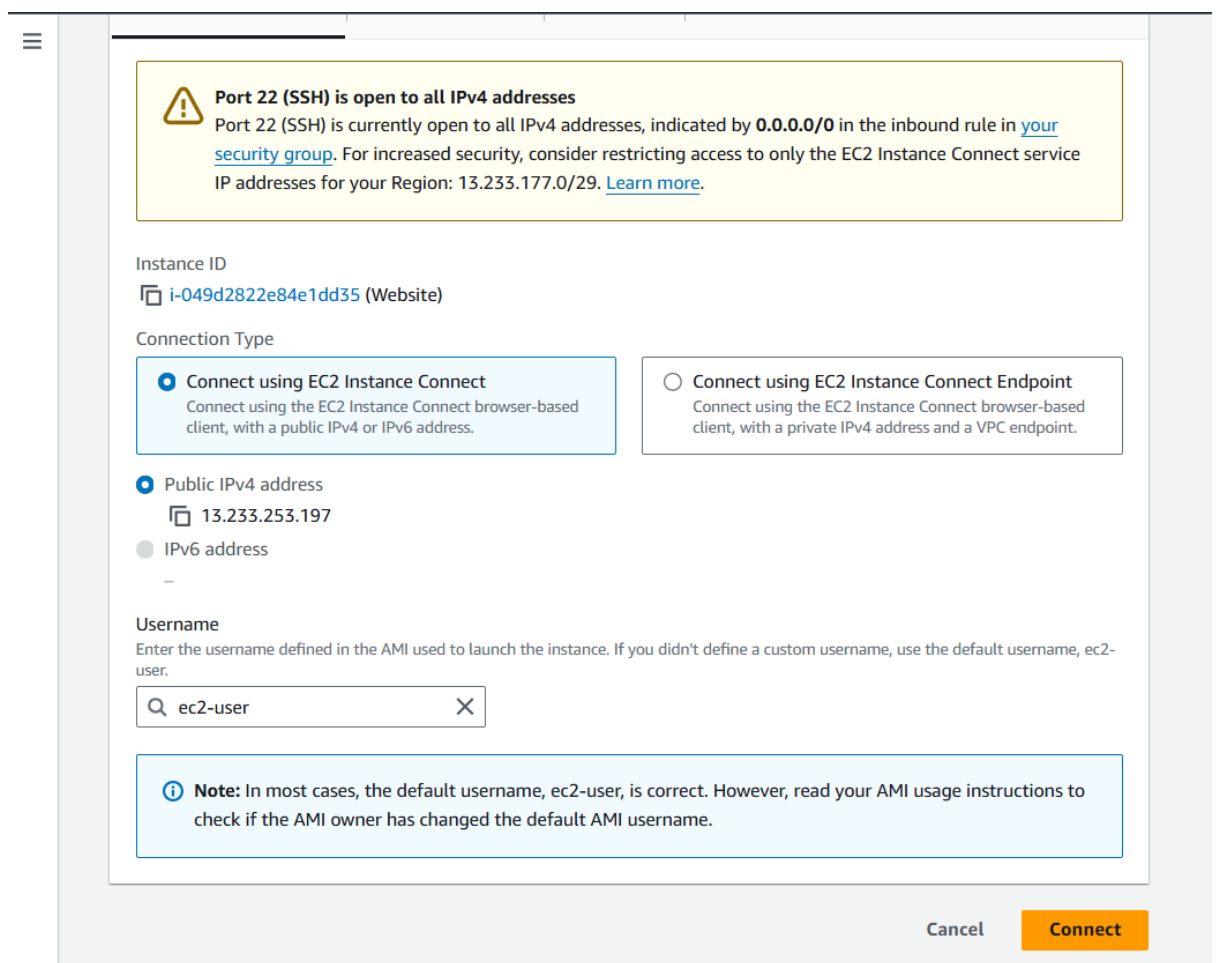 Port 22 (SSH) is open to all IPv4 addresses
Port 22 (SSH) is currently open to all IPv4 addresses, indicated by 0.0.0.0/0 in the inbound rule in your
security group. For increased security, consider restricting access to only the EC2 Instance Connect service
IP addresses for your Region: 13.233.177.0/29. Learn more.
Instance ID
i-049d2822e84e1dd35 (Website)
Connection Type
Connect using EC2 Instance Connect
Connect using the EC2 Instance Connect browser-based
client, with a public IPv4 or IPv6 address.
Connect using EC2 Instance Connect Endpoint
Connect using the EC2 Instance Connect browser-based
client, with a private IPv4 address and a VPC endpoint.
Public IPv4 address
13.233.253.197
IPv6 address
–
Username
Enter the username defined in the AMI used to launch the instance. If you didn't define a custom username, use the default username, ec2-
user.
ec2-user
Note: In most cases, the default username, ec2-user, is correct. However, read your AMI usage instructions to
check if the AMI owner has changed the default AMI username.
Cancel
Connect